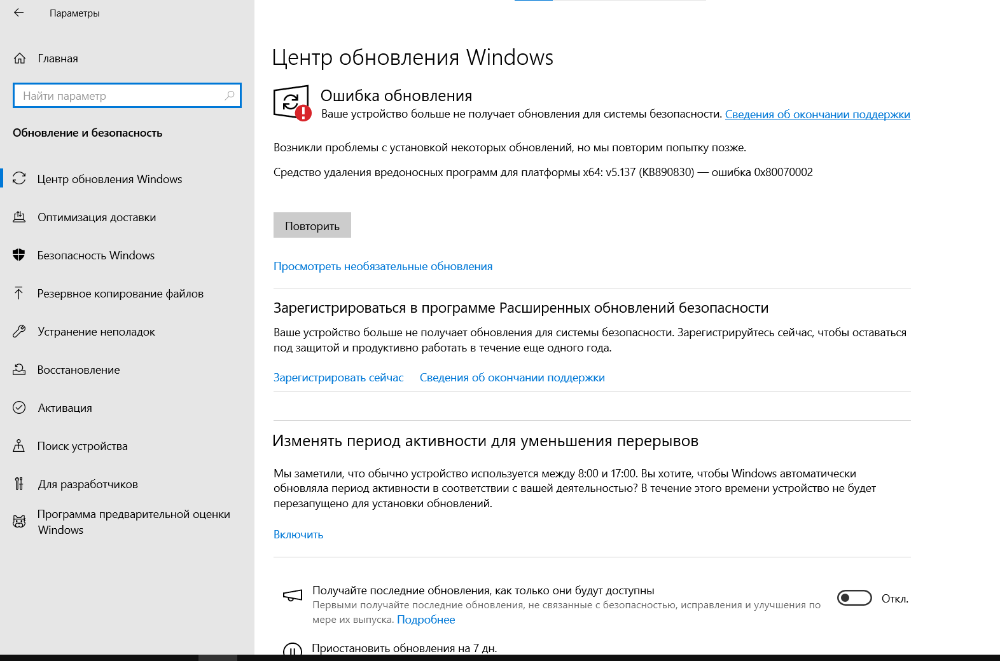 Параметры
Главная
Найти параметр
Обновление и безопасность
Центр обновления Windows
Оптимизация доставки
Безопасность Windows
Резервное копирование файлов
Устранение неполадок
Восстановление
Активация
Поиск устройства
Для разработчиков
Программа предварительной оценки
Windows
Центр обновления Windows
Ошибка обновления
Ваше устройство больше не получает обновления для системы безопасности. Сведения об окончании поддержки
Возникли проблемы с установкой некоторых обновлений, но мы повторим попытку позже.
Средство удаления вредоносных программ для платформы x64: v5.137 (KB890830) — ошибка 0x80070002
Повторить
Просмотреть необязательные обновления
Зарегистрироваться в программе Расширенных обновлений безопасности
Ваше устройство больше не получает обновления для системы безопасности. Зарегистрируйтесь сейчас, чтобы оставаться
под защитой и продуктивно работать в течение еще одного года.
Зарегистрировать сейчас Сведения об окончании поддержки
Изменять период активности для уменьшения перерывов
Мы заметили, что обычно устройство используется между 8:00 и 17:00. Вы хотите, чтобы Windows автоматически
обновляла период активности в соответствии с вашей деятельностью? В течение этого времени устройство не будет
перезапущено для установки обновлений.
Включить
Получайте последние обновления, как только они будут доступны
Первыми получайте последние обновления, не связанные с безопасностью, исправления и улучшения по
мере их выпуска. Подробнее
Откл.
Приостановить обновления на 7 дн.